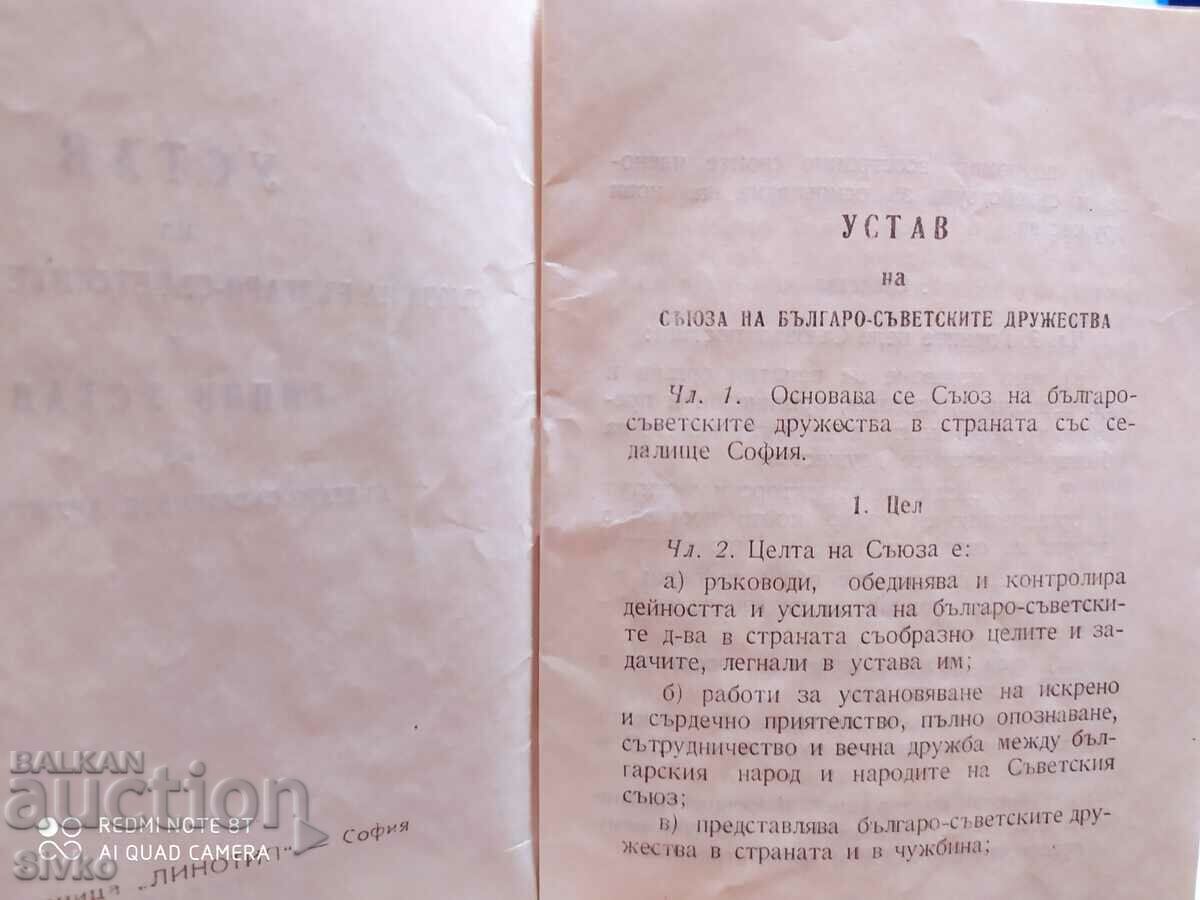 УСТАВ
на
СЪЮЗА НА БЪЛГАРО-СЪВЕТСКИТЕ ДРУЖЕСТВА
Чл. 1. Основава се Съюз на българо-
съветските дружества в страната със се-
далище София.
1. Цел
Чл. 2. Целта на Съюза е:
а) ръководи, обединява и контролира
дейността и усилията на българо-съветски-
те д-ва в страната съобразно целите и за-
дачите, легнали в устава им;
б) работи за установяване на искрено
и сърдечно приятелство, пълно опознаване,
сътрудничество и вечна дружба между бъл-
гарския народ и народите на Съветския
съюз;
в) представлява българо-съветските дру-
жества в страната и в чужбина;
BALKAN
auction
REDMI NOTE 8T
AI QUAD CAMERA
sivko
"ЛИНОТИП" София